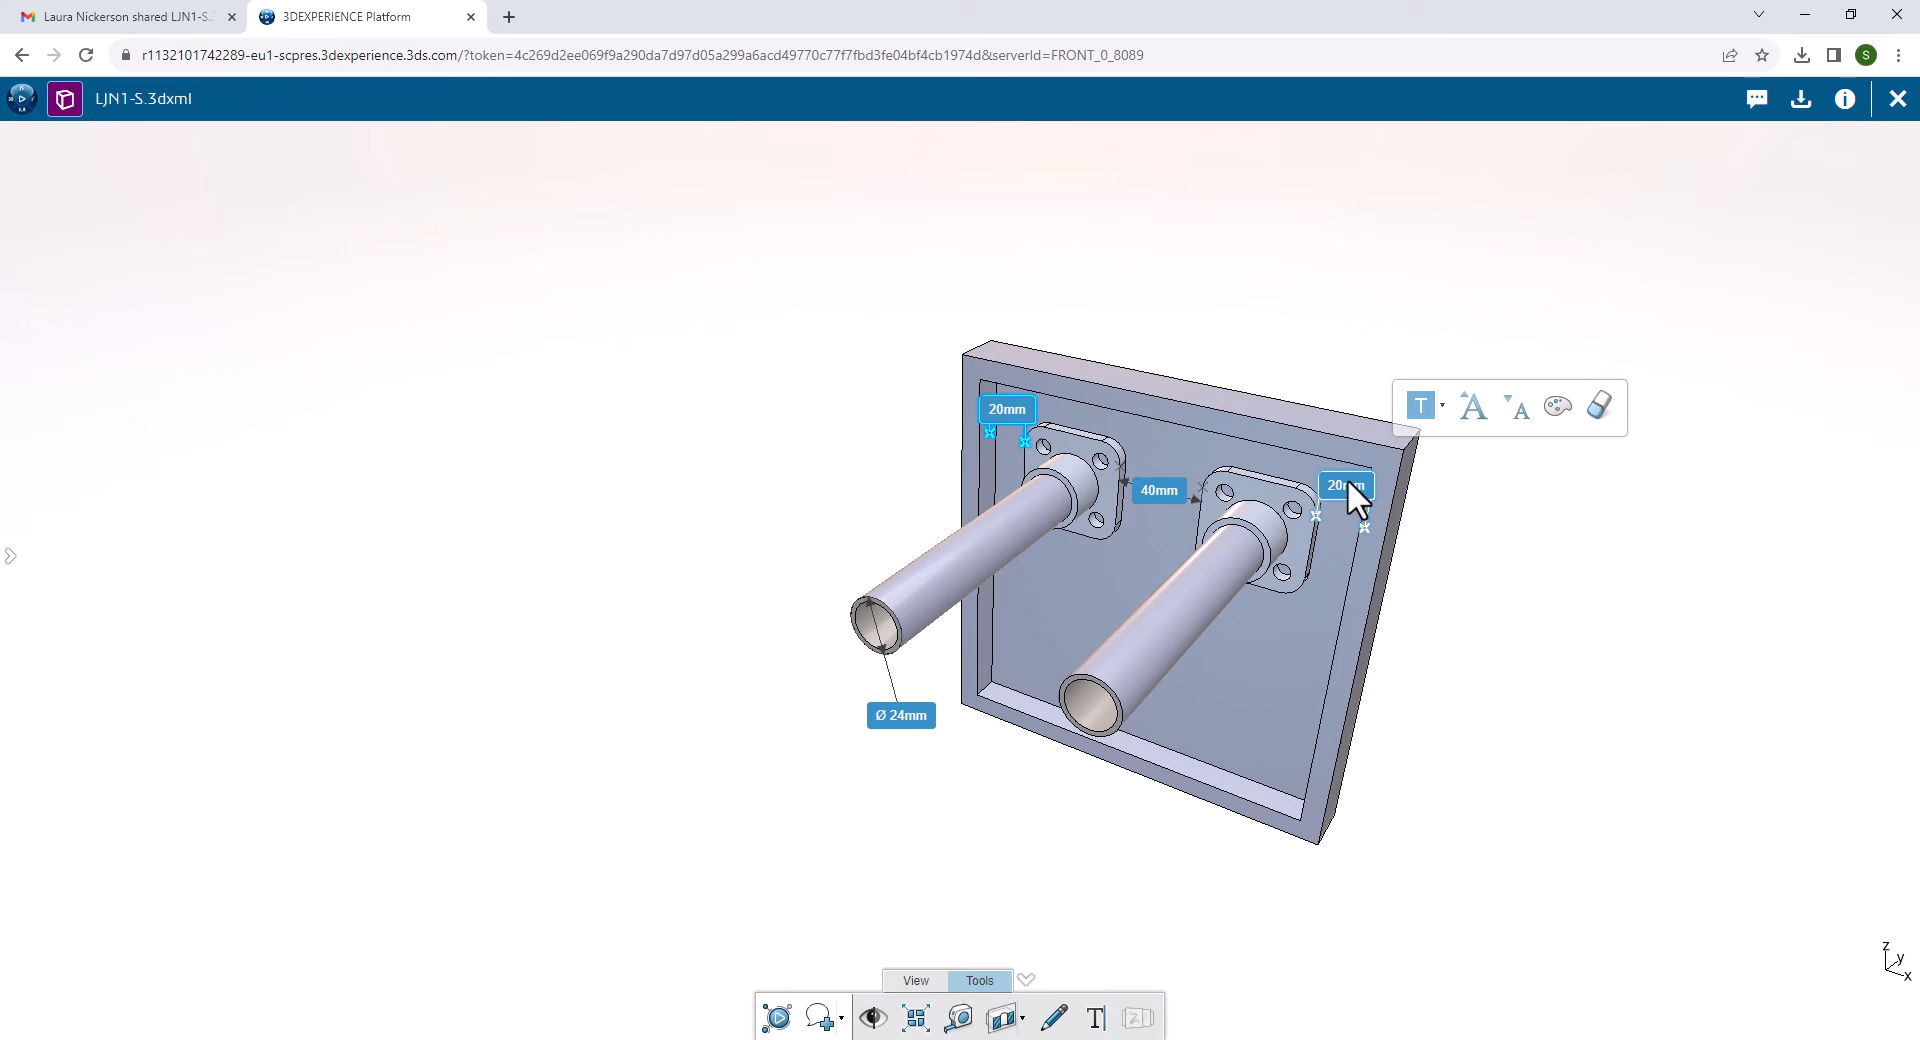 Laura Nickerson shared LJN1-S.
3DEXPERIENCE Platform
r1132101742289-eu1-scpres.3dexperience.3ds.com/?token=4c269d2ee069f9a290da7d97d05a299a6acd49770c77f7fbd3fe04bf4cb1974d&serverId=FRONT_0_8089
S
LJN1-S.3dxml
20mm
40mm
20mm
Ø 24mm
T
A
A
z
y
x
View
Tools
T